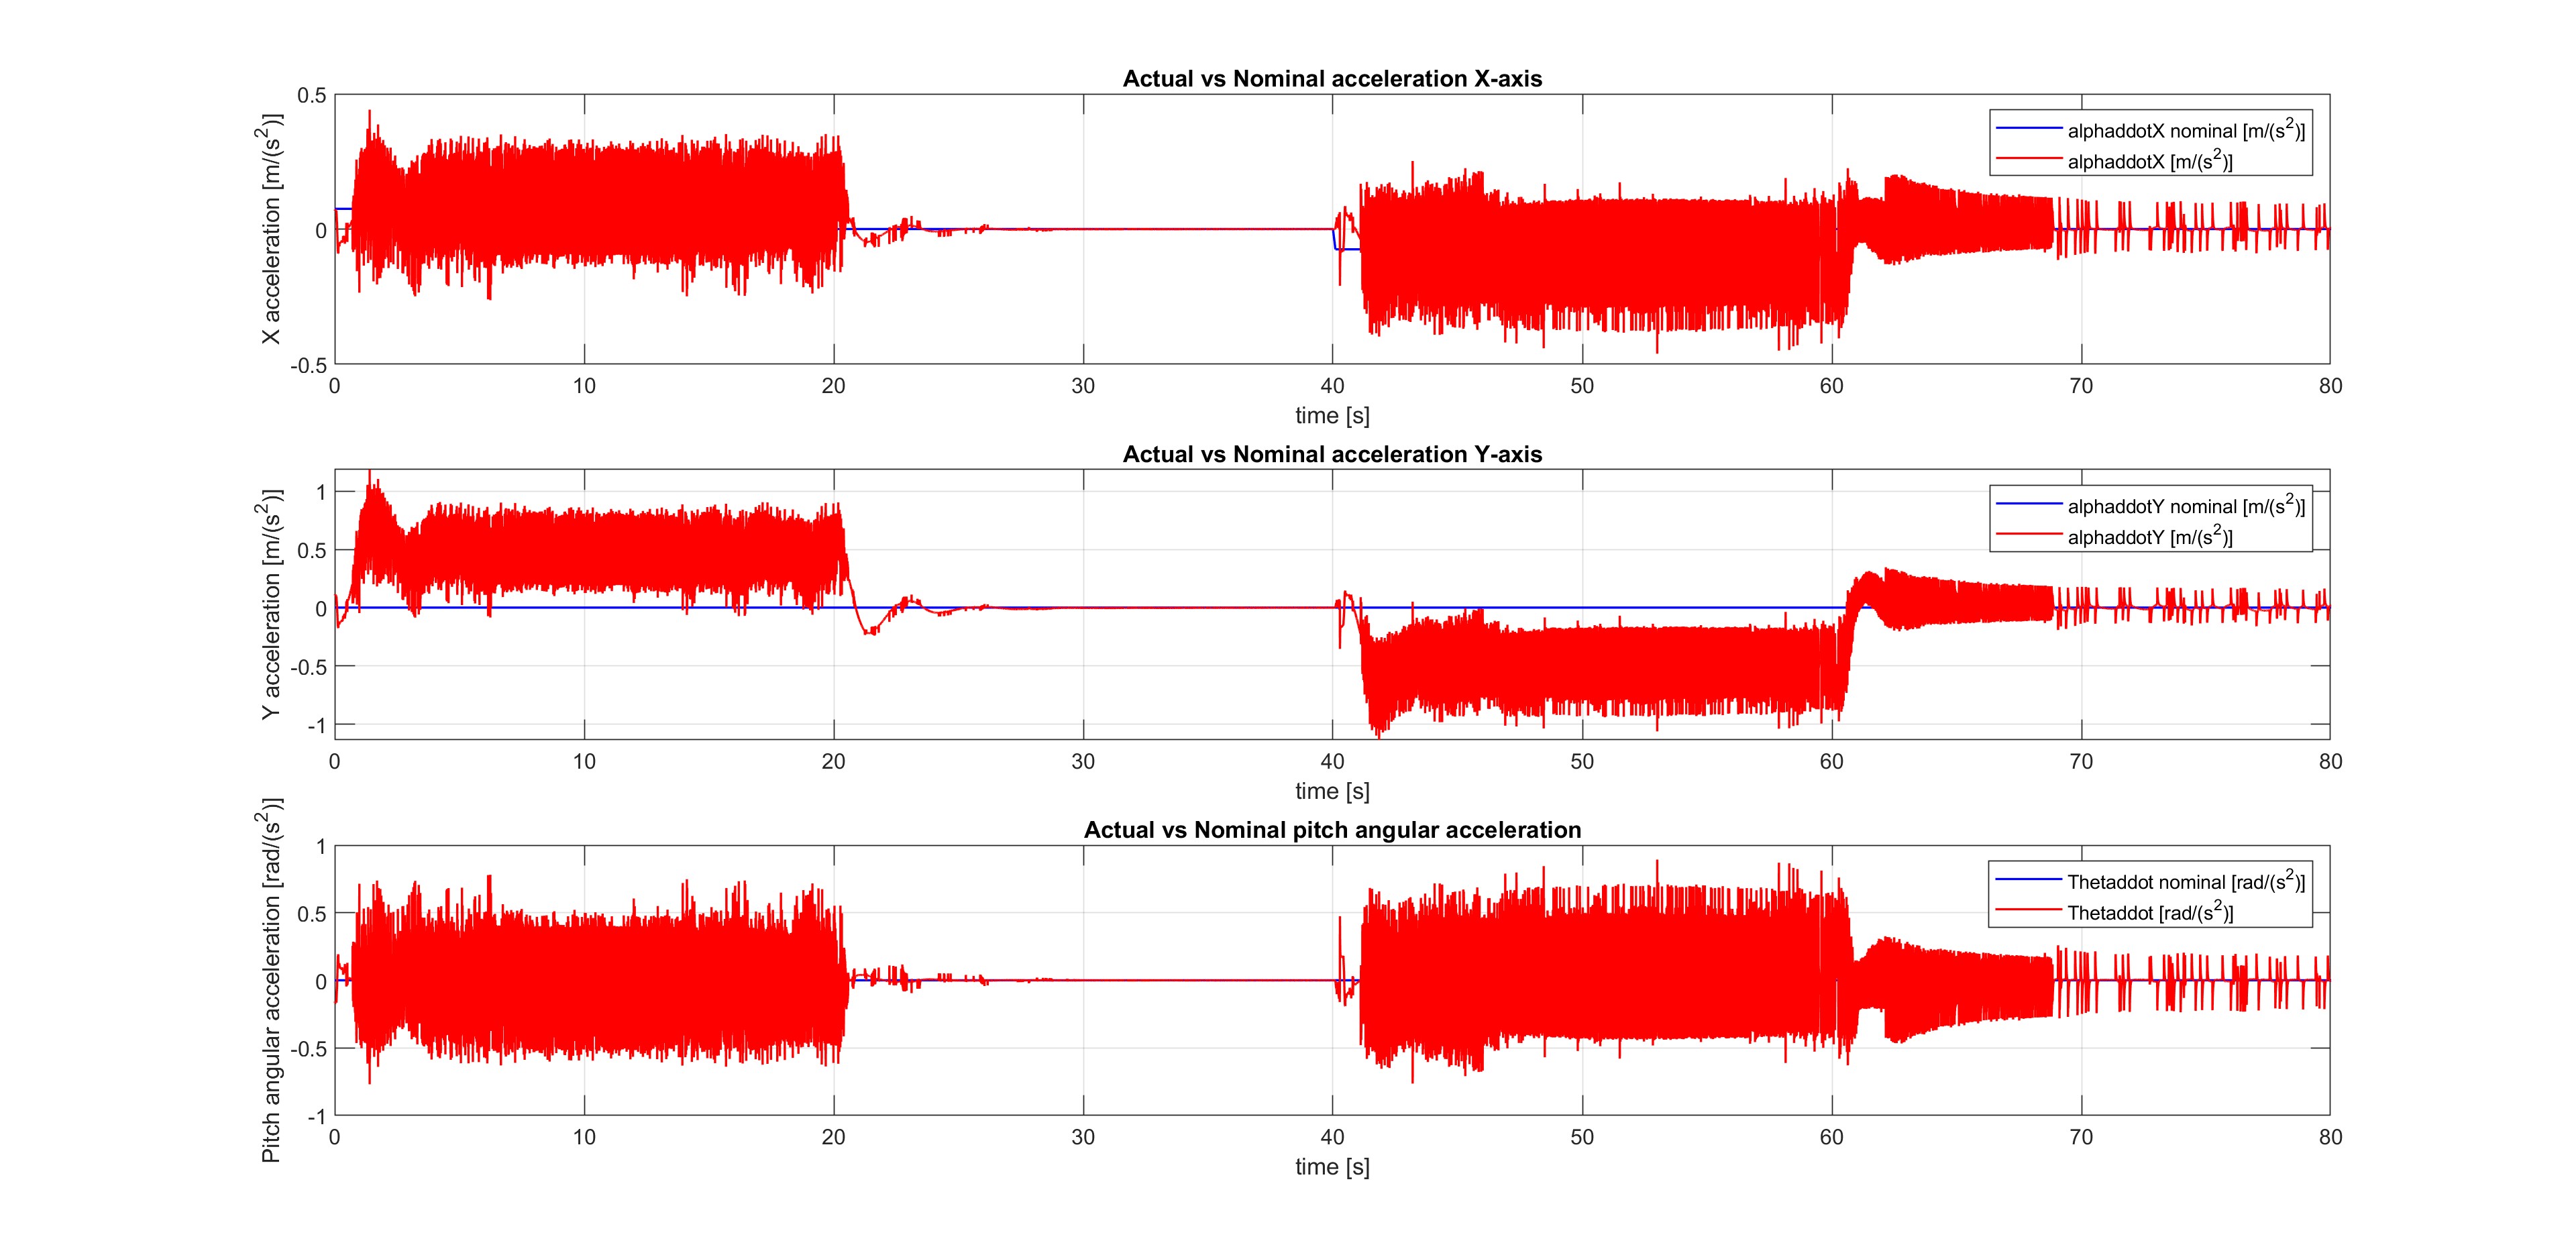 Actual vs Nominal acceleration X-axis
X acceleration [m/(s2)]
0.5
0
-0.5
alphaddotX nominal [m/(s2)]
alphaddotX [m/(s2)]
0 10 20 30 40 50 60 70 80
time [s]
Actual vs Nominal acceleration Y-axis
Y acceleration [m/(s2)]
1
0.5
0
-0.5
-1
alphaddotY nominal [m/(s2)]
alphaddotY [m/(s2)]
0 10 20 30 40 50 60 70 80
time [s]
Actual vs Nominal pitch angular acceleration
Pitch angular acceleration [rad/(s2)]
1
0.5
0
-0.5
-1
Thetaddot nominal [rad/(s2)]
Thetaddot [rad/(s2)]
0 10 20 30 40 50 60 70 80
time [s]